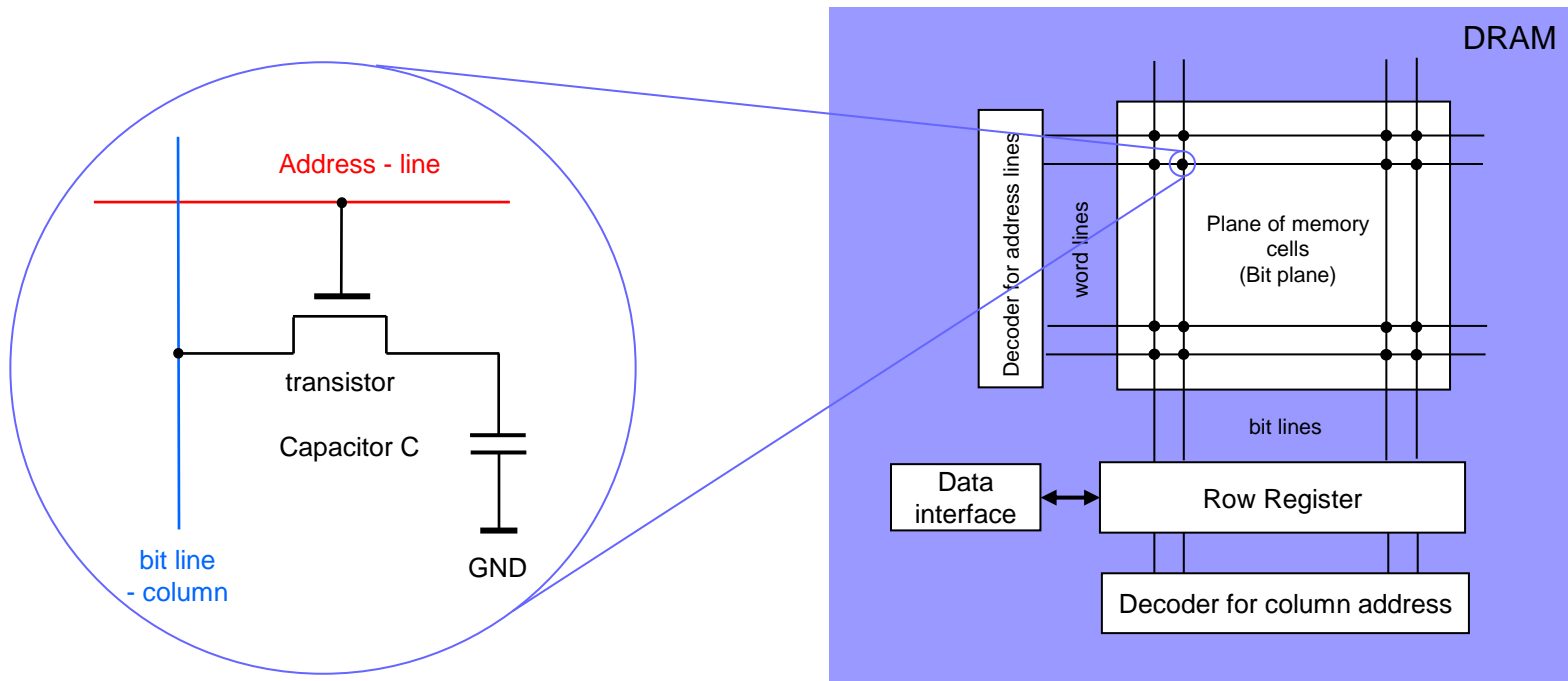 DRAM
Address - line
transistor
Capacitor C
bit line
- column
GND
Decoder for address lines
word lines
Plane of memory
cells
(Bit plane)
bit lines
Data
interface
Row Register
Decoder for column address